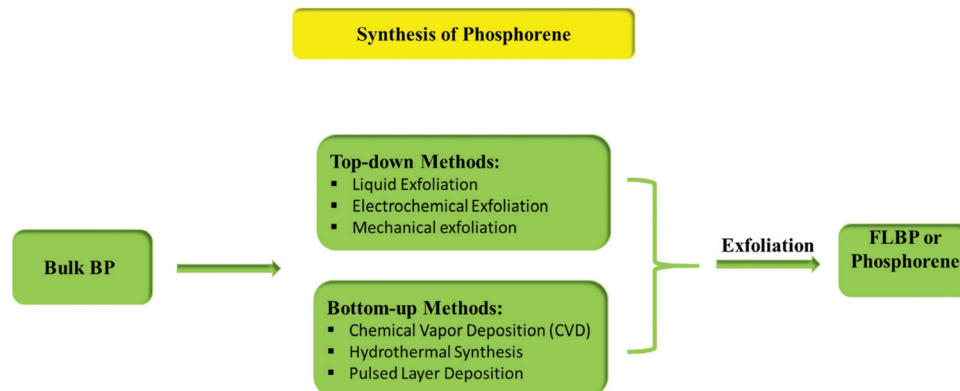 Synthesis of Phosphorene
Top-down Methods:
▪ Liquid Exfoliation
▪ Electrochemical Exfoliation
▪ Mechanical exfoliation
Bulk BP
Exfoliation
FLBP or
Phosphorene
Bottom-up Methods:
▪ Chemical Vapor Deposition (CVD)
▪ Hydrothermal Synthesis
▪ Pulsed Layer Deposition